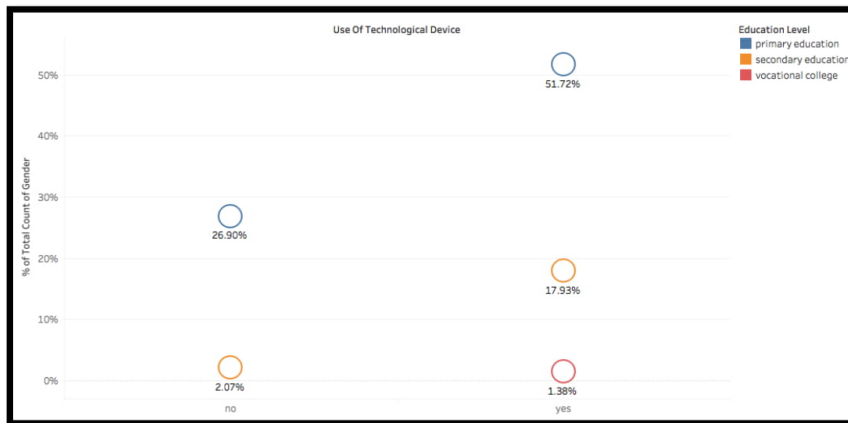 Use Of Technological Device
Education Level
primary education
secondary education
vocational college
% of Total Count of Gender
50%
40%
30%
20%
10%
0%
51.72%
26.90%
17.93%
2.07%
1.38%
no
yes